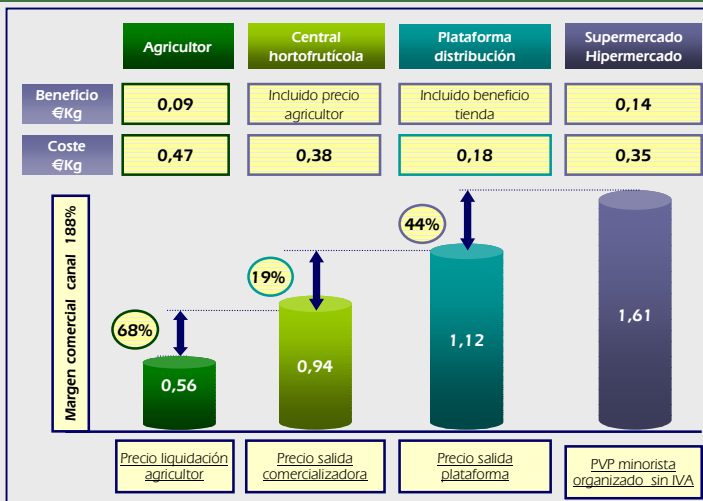 Agricultor
Central
hortofrutícola
Plataforma
distribución
Supermercado
Hipermercado
Beneficio
€Kg
0,09
Incluido precio
agricultor
Incluido beneficio
tienda
0,14
Coste
€Kg
0,47
0,38
0,18
0,35
Margen comercial canal 188%
68%
19%
44%
0,56
0,94
1,12
1,61
Precio liquidación
agricultor
Precio salida
comercializadora
Precio salida
plataforma
PVP minorista
organizado sin IVA